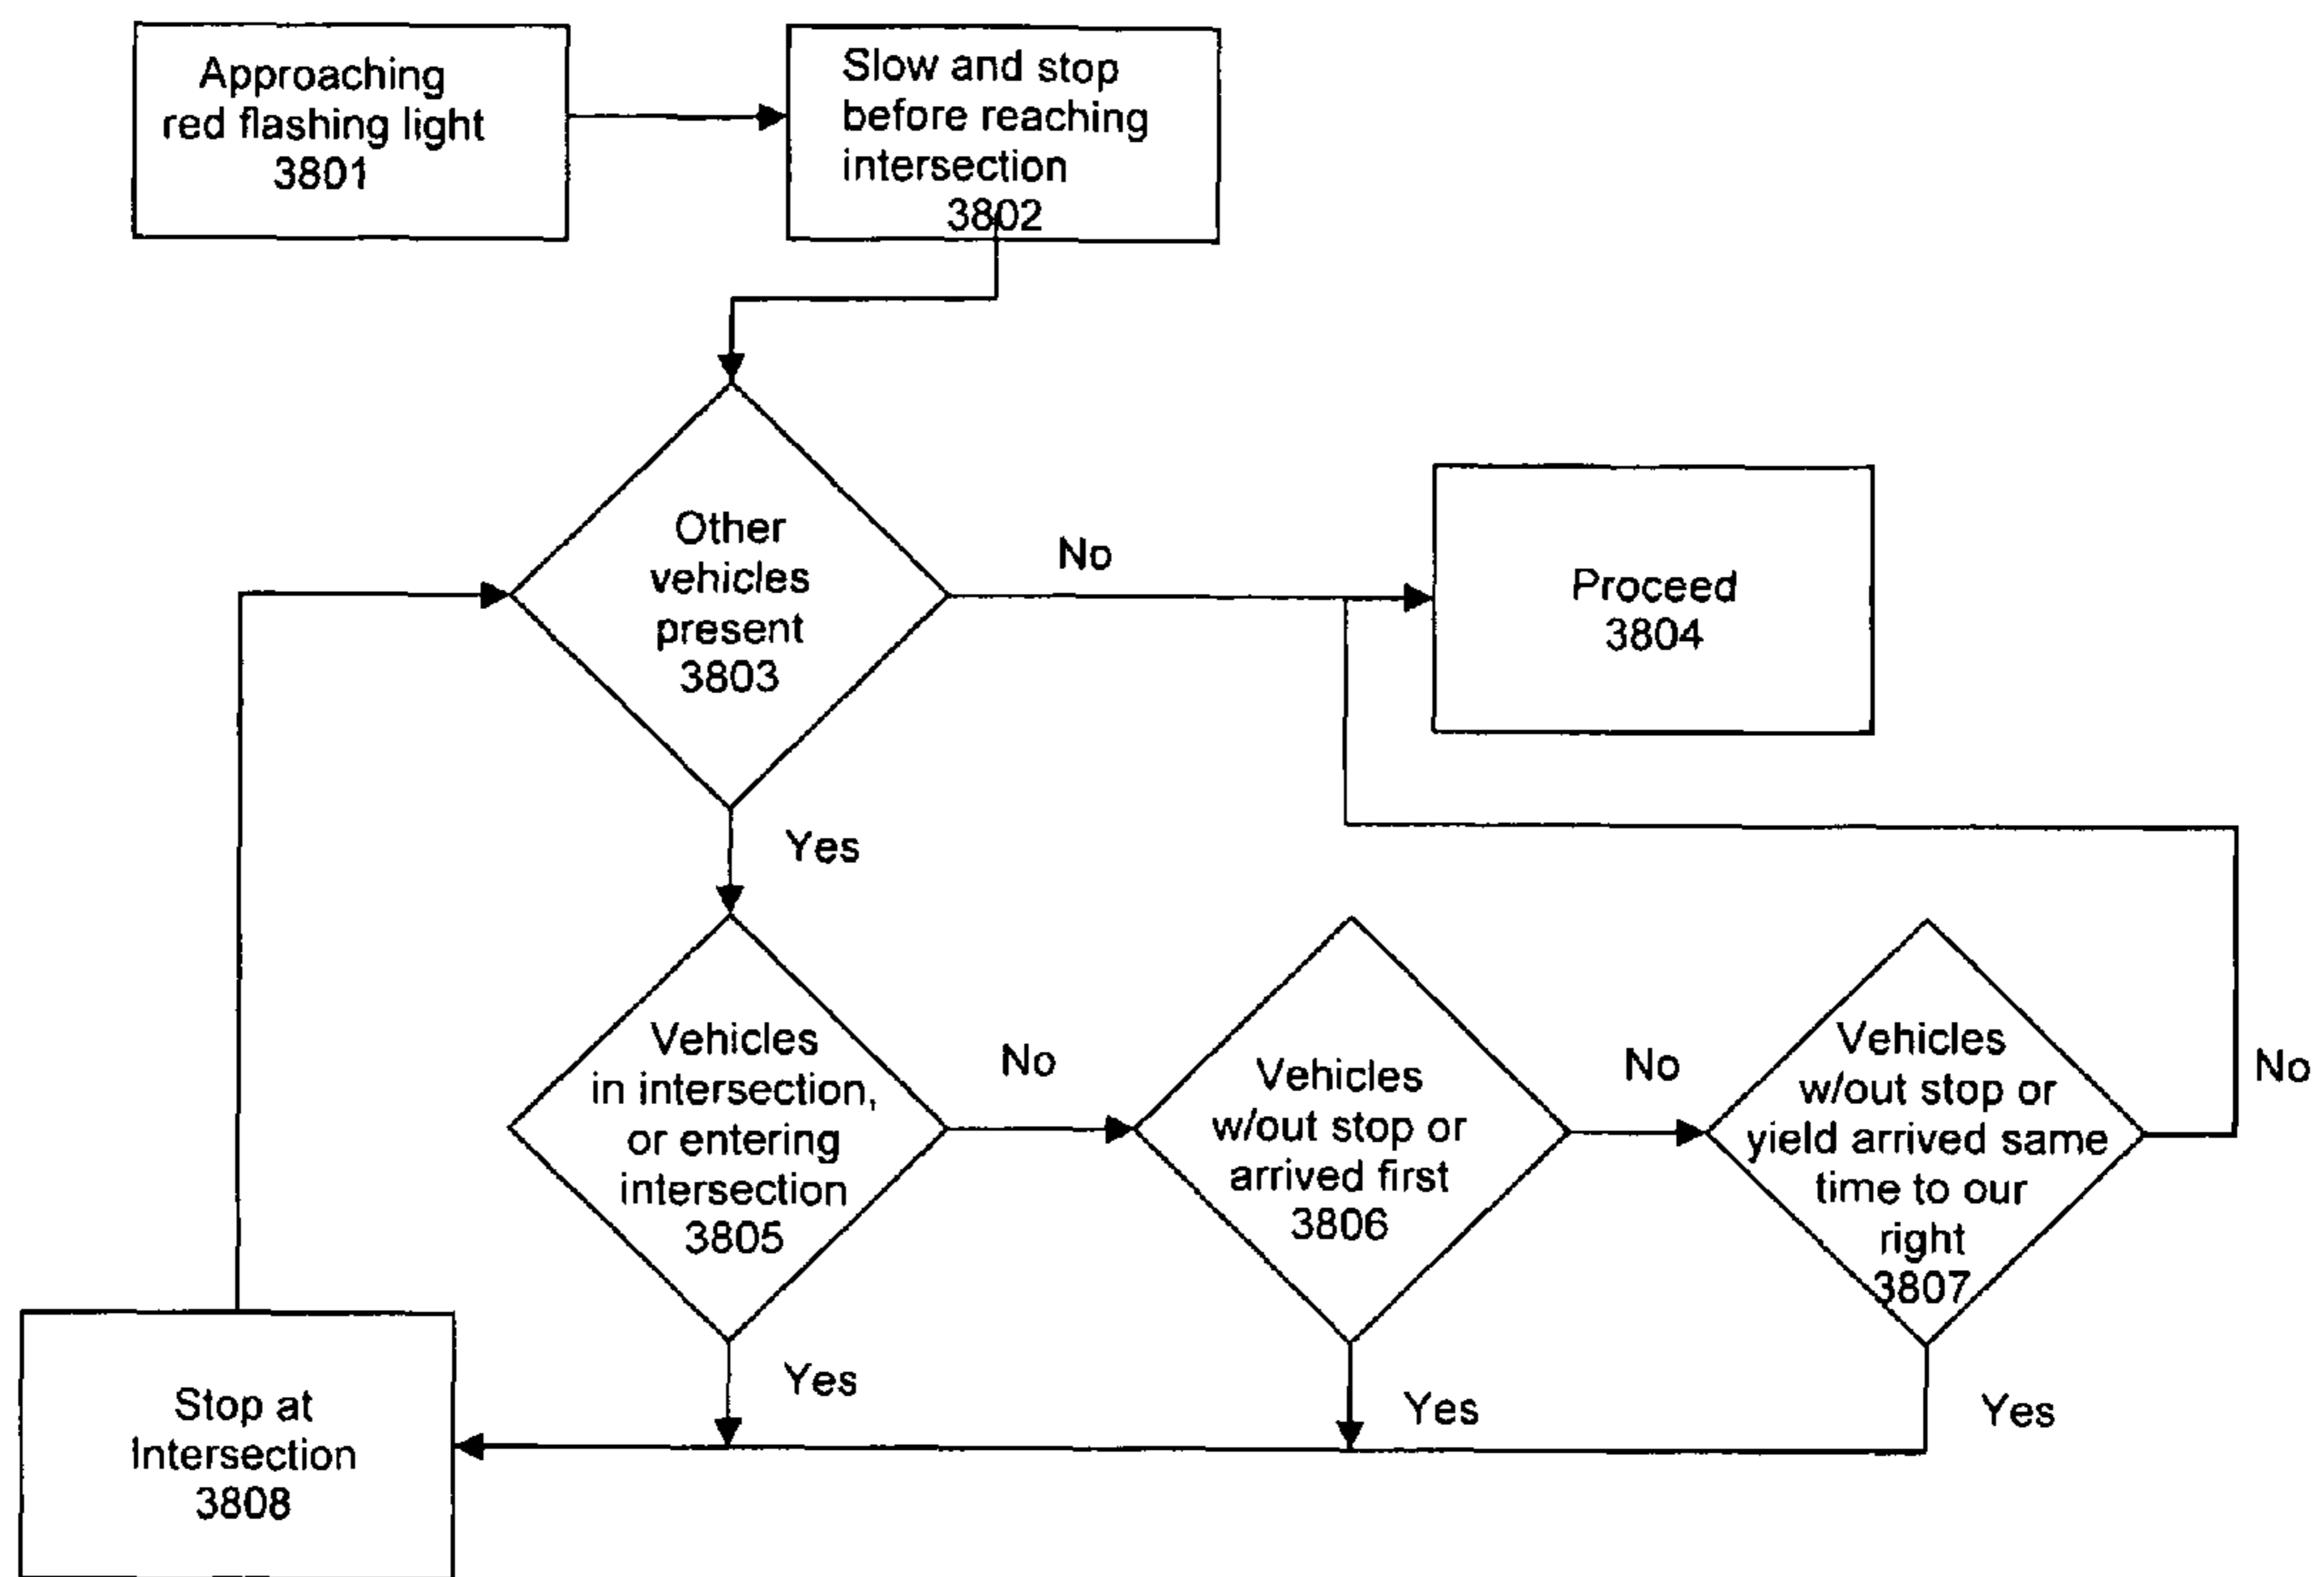 Approaching
red flashing light
3801
Slow and stop
before reaching
intersection
3802
Other
vehicles
present
3803
No
Proceed
3804
Yes
Vehicles
in intersection,
or entering
intersection
3805
No
Vehicles
w/out stop or
arrived first
3806
No
Vehicles
w/out stop or
yield arrived same
time to our
right
3807
No
Yes
Yes
Yes
Stop at
Intersection
3808